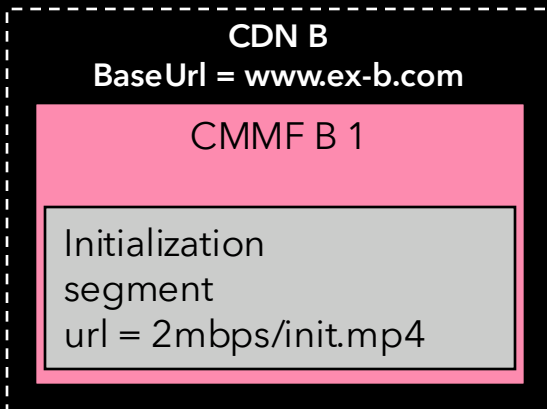 CDN B
BaseUrl = www.ex-b.com
CMMF B 1
Initialization
segment
url = 2mbps/init.mp4